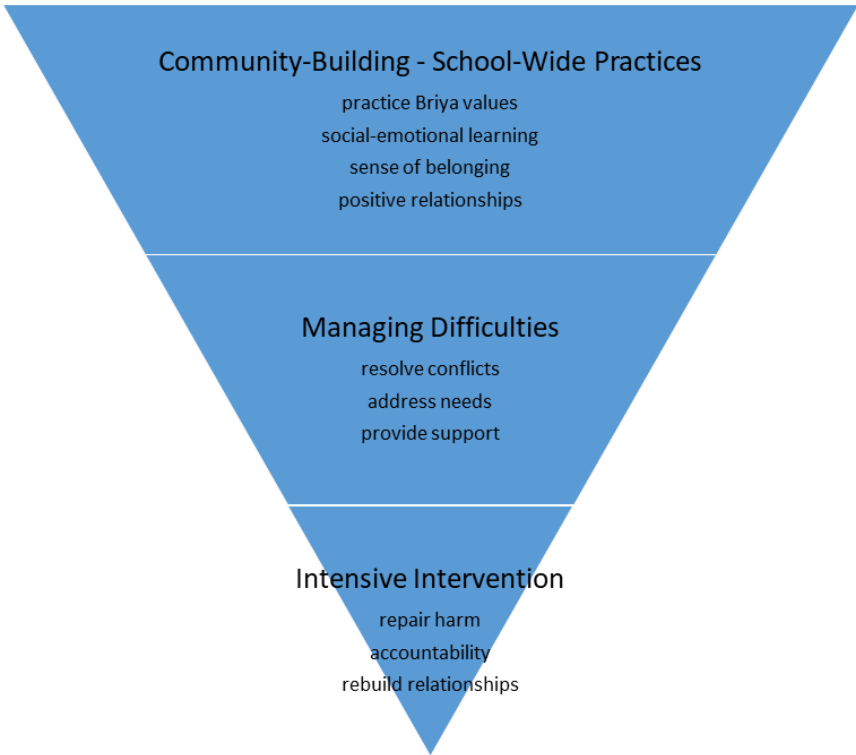 Community-Building - School-Wide Practices
practice Briya values
social-emotional learning
sense of belonging
positive relationships
Managing Difficulties
resolve conflicts
address needs
provide support
Intensive Intervention
repair harm
accountability
rebuild relationships